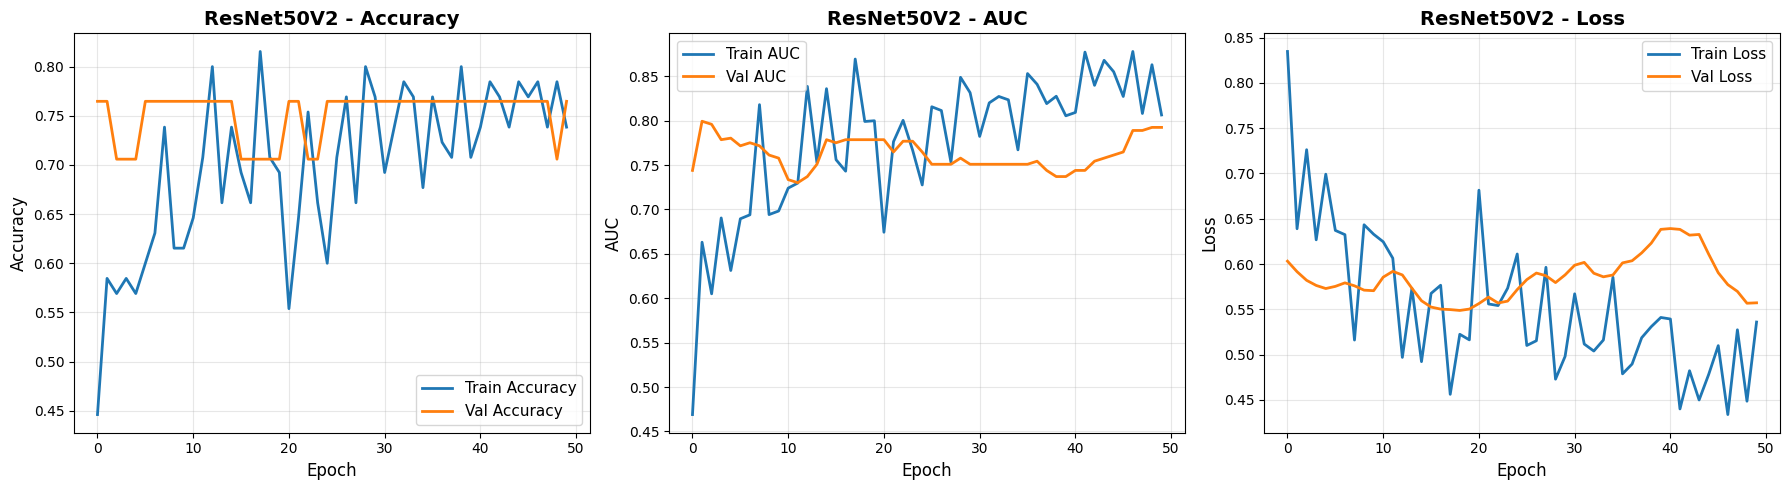 ResNet50V2 - Accuracy
Accuracy
0.80
0.75
0.70
0.65
0.60
0.55
0.50
0.45
Train Accuracy
Val Accuracy
0
10
20
30
40
50
Epoch
ResNet50V2 - AUC
AUC
Train AUC
Val AUC
0.85
0.80
0.75
0.70
0.65
0.60
0.55
0.50
0.45
0
10
20
30
40
50
Epoch
ResNet50V2 - Loss
Loss
Train Loss
Val Loss
0.85
0.80
0.75
0.70
0.65
0.60
0.55
0.50
0.45
0
10
20
30
40
50
Epoch